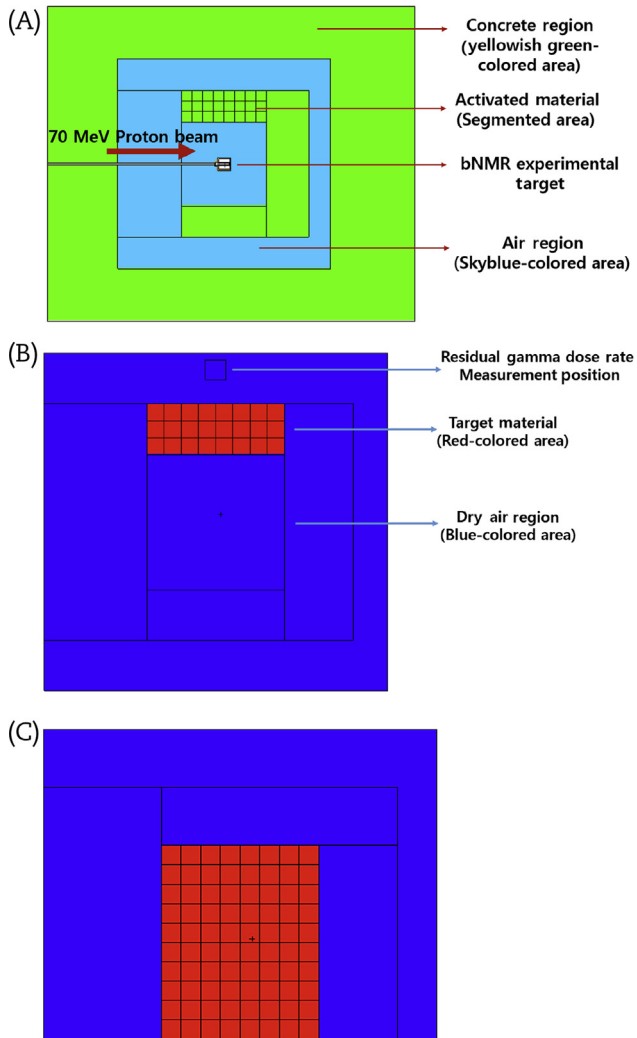 (A)
Concrete region
(yellowish green-
colored area)
Activated material
(Segmented area)
70 MeV Proton beam
bNMR experimental
target
Air region
(Skyblue-colored area)
(B)
Residual gamma dose rate
Measurement position
Target material
(Red-colored area)
Dry air region
(Blue-colored area)
(C)